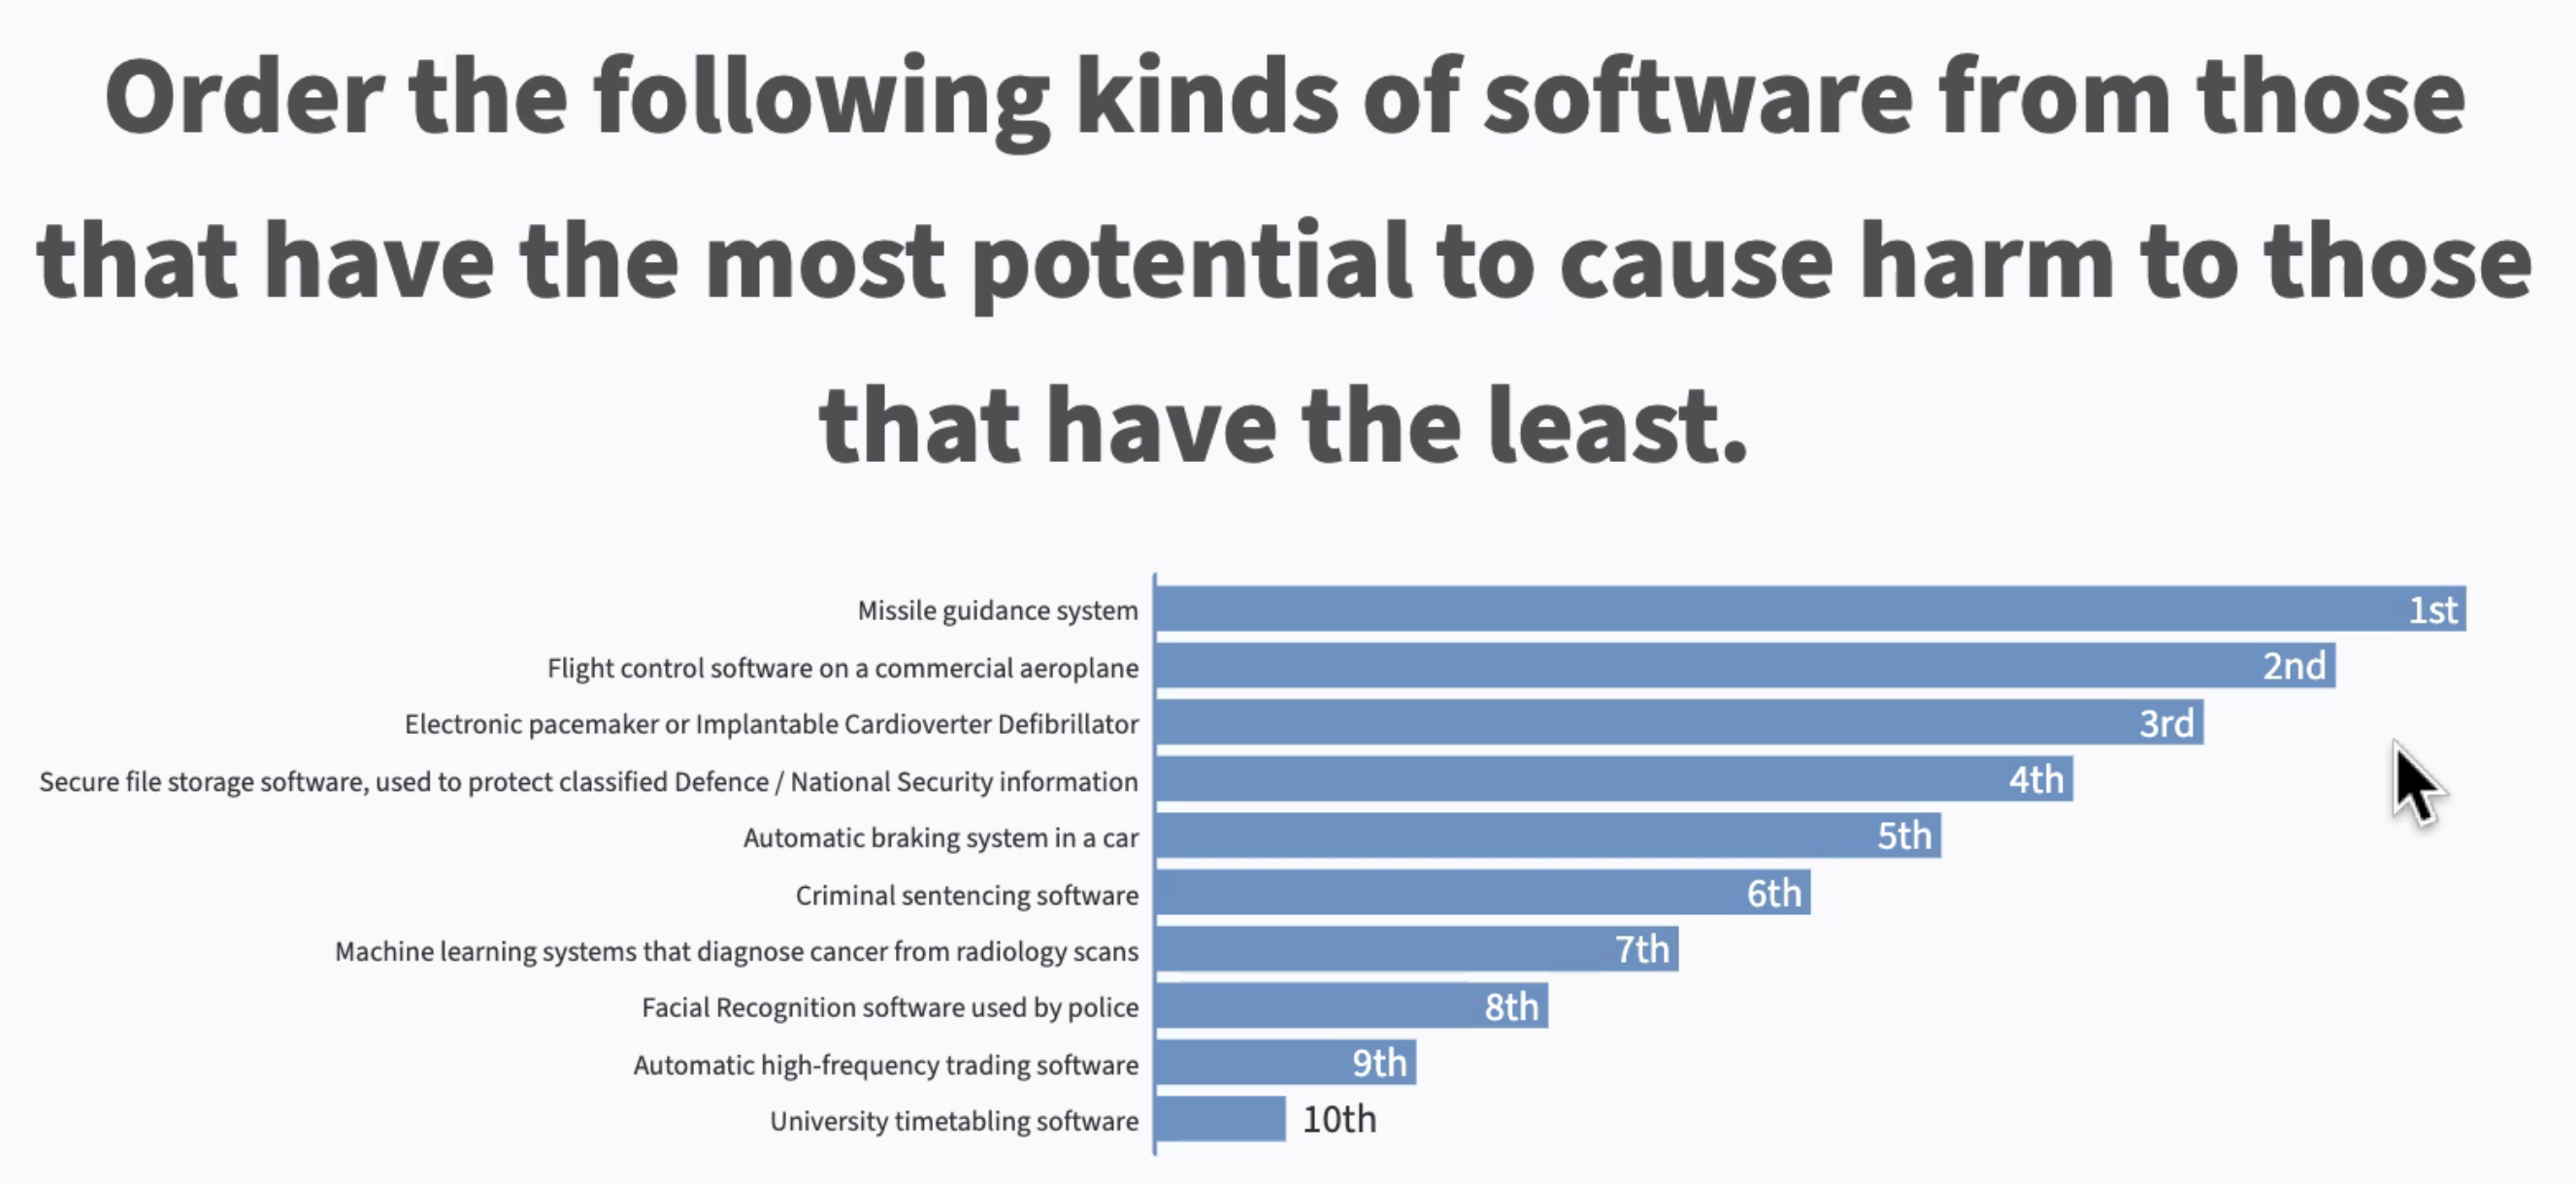 Order the following kinds of software from those
that have the most potential to cause harm to those
that have the least.
Missile guidance system 1st
Flight control software on a commercial aeroplane 2nd
Electronic pacemaker or Implantable Cardioverter Defibrillator 3rd
Secure file storage software, used to protect classified Defence / National Security information 4th
Automatic braking system in a car 5th
Criminal sentencing software 6th
Machine learning systems that diagnose cancer from radiology scans 7th
Facial Recognition software used by police 8th
Automatic high-frequency trading software 9th
University timetabling software 10th